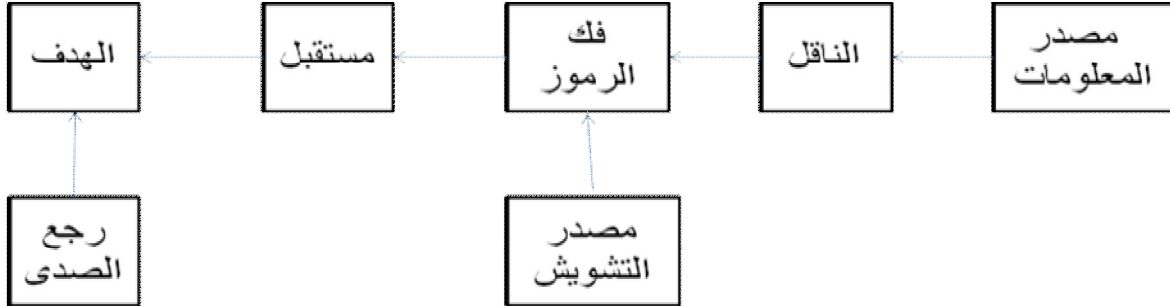 مصدر
المعلومات
الناقل
فك
الرموز
مستقبل
الهدف
مصدر
التشويش
رجع
الصدى